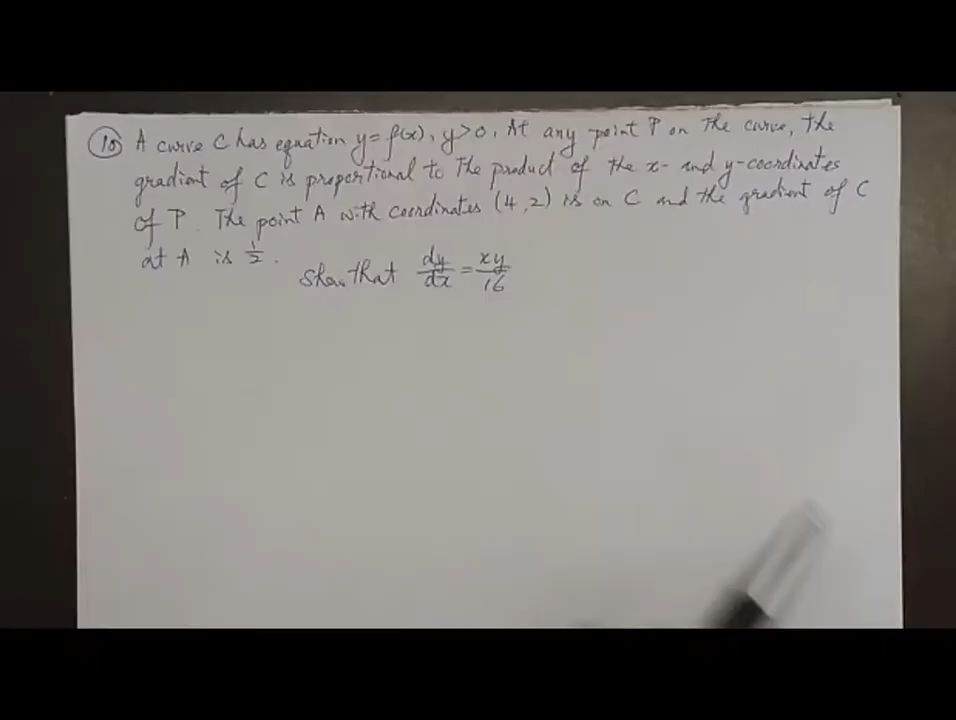 10 A curve C has equation y = f(x), y>0. At any point P on the curve, the
gradient of C is proportional to the product of the x- and y-coordinates
of P. The point A with coordinates (4,2) is on C and the gradient of C
at A is 1/2.
Show that dy/dx = xy/16